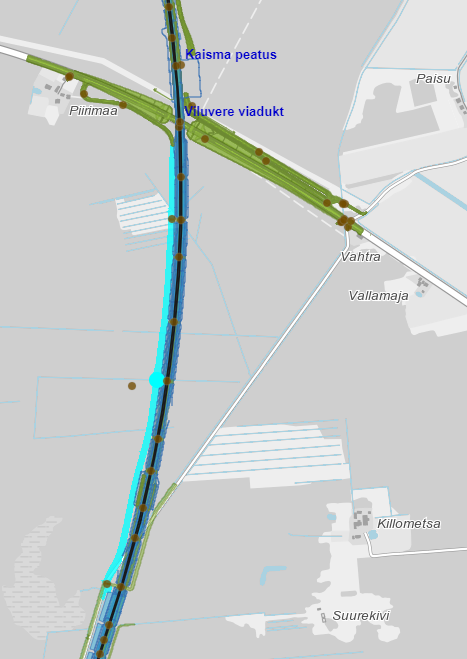 Kaisma peatus
Paisu
Piirimaa
Viluvere viadukt
Vahtra
Vallamaja
Killometsa
Suurekivi